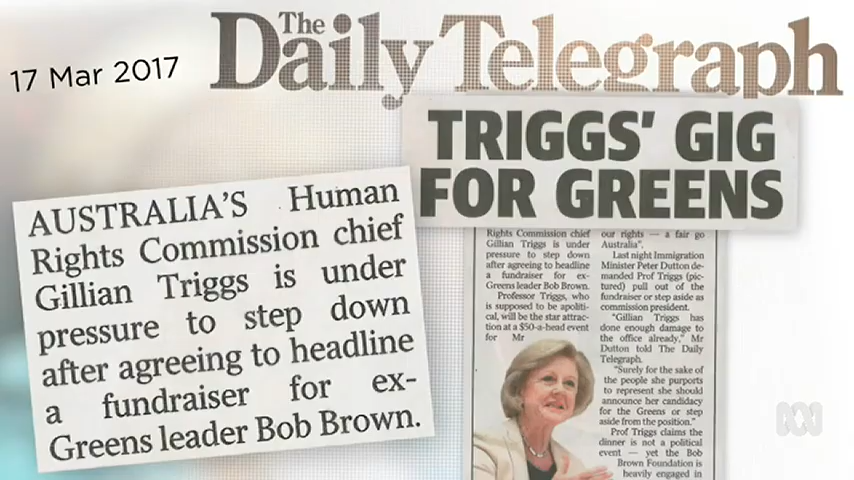 17 Mar 2017
The
Daily Telegraph
TRIGGS' GIG
FOR GREENS
AUSTRALIA'S Human
Rights Commission chief
Gillian Triggs is under
pressure to step down
after agreeing to headline
a fundraiser for ex-
Greens leader Bob Brown.
Rights Commission chief
Gillian Triggs is under
pressure to step down
after agreeing to headline
a fundraiser for ex-
Greens leader Bob Brown.
Professor Triggs, who
is supposed to be apoliti-
cal, will be the star attrac-
tion at a $50-a-head event
for Mr
our rights — a fair go
Australia".
Last night Immigration
Minister Peter Dutton de-
manded Prof Triggs (pic-
tured) pull out of the
fundraiser or step aside as
commission president.
"Gillian Triggs has
done enough damage to
the office already," Mr
Dutton told The Daily
Telegraph.
"Surely for the sake of
the people she purports
to represent she should
announce her candidacy
for the Greens or step
aside from the position."
Prof Triggs claims the
dinner is not a political
event — yet the Bob
Brown Foundation is
heavily engaged in